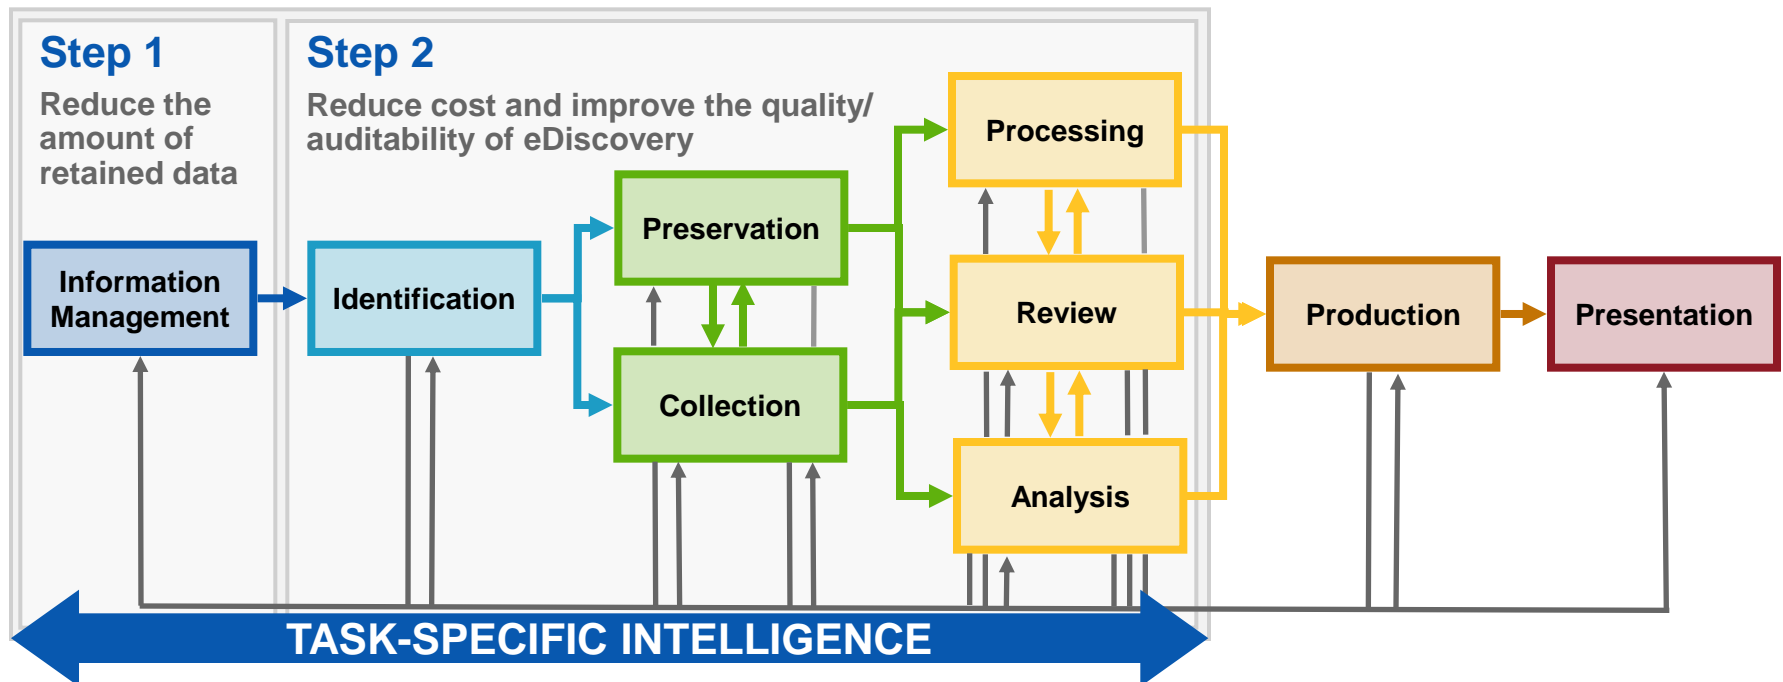 Step 1
Reduce the
amount of
retained data
Step 2
Reduce cost and improve the quality/
auditability of eDiscovery
Information
Management
Identification
Preservation
Collection
Processing
Review
Analysis
Production
Presentation
TASK-SPECIFIC INTELLIGENCE